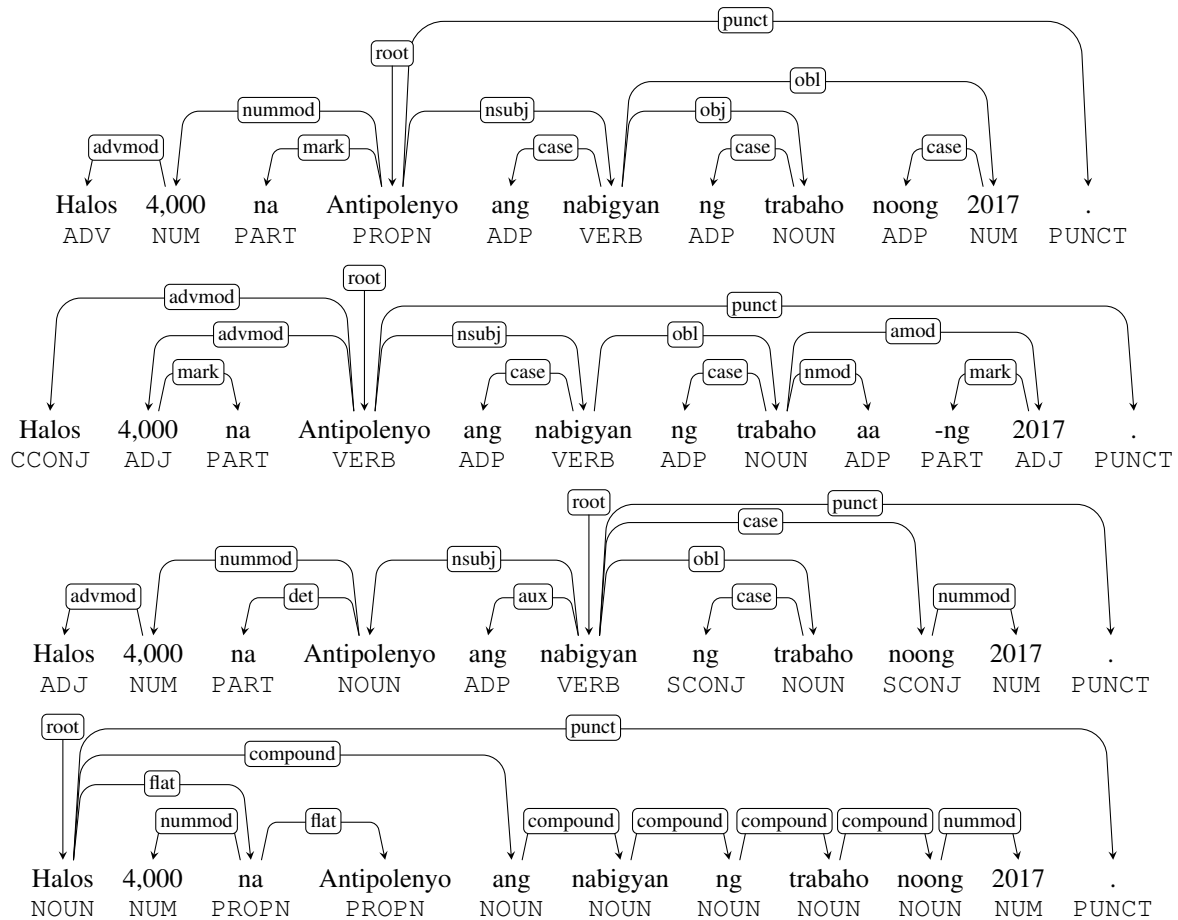 punct
root
obl
nummod nsubj obj
advmod mark case case case
Halos 4,000 na Antipolenyo ang nabigyan ng trabaho noong 2017 .
ADV NUM PART PROPN ADP VERB ADP NOUN ADP NUM PUNCT
root
advmod punct
advmod nsubj obl amod
mark case case nmod mark
Halos 4,000 na Antipolenyo ang nabigyan ng trabaho aa -ng 2017 .
CCONJ ADJ PART VERB ADP VERB ADP NOUN ADP PART ADJ PUNCT
root punct
case
nummod nsubj obl
advmod det aux case nummod
Halos 4,000 na Antipolenyo ang nabigyan ng trabaho noong 2017 .
ADJ NUM PART NOUN ADP VERB SCONJ NOUN SCONJ NUM PUNCT
root punct
compound
flat
nummod flat compound compound compound compound nummod
Halos 4,000 na Antipolenyo ang nabigyan ng trabaho noong 2017 .
NOUN NUM PROPN PROPN NOUN NOUN NOUN NOUN NOUN NUM PUNCT